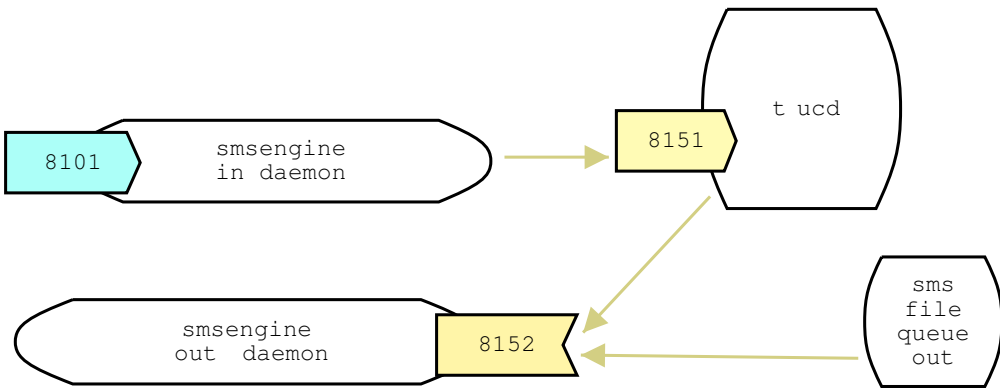 8101
smsengine
in daemon
8151
t ucd
smsengine
out daemon
8152
sms
file
queue
out